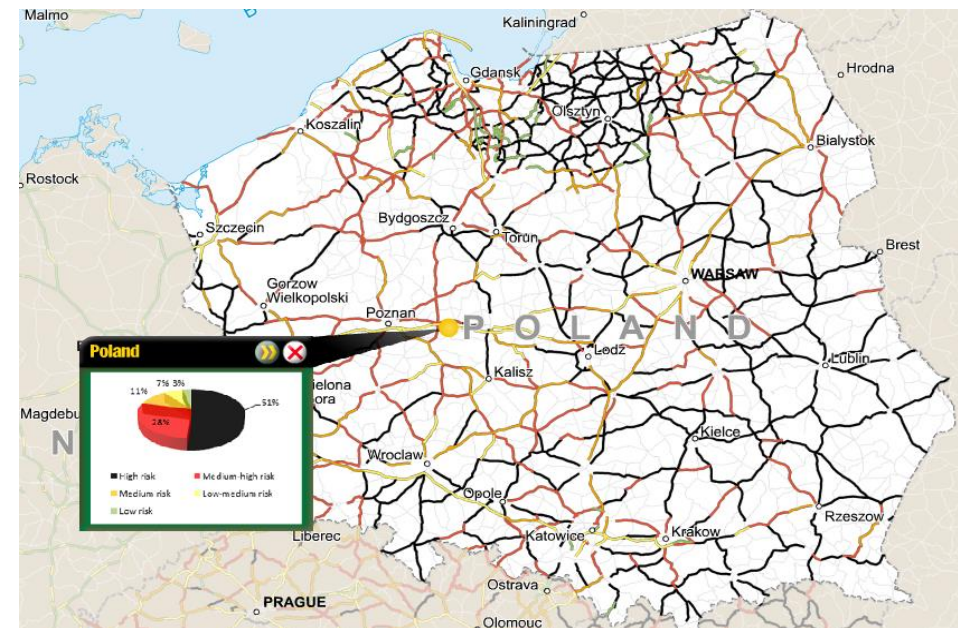 Malmo
Kaliningrad
Gdansk
Hrodna
Koszalin
Olsztyn
Bialystok
Rostock
Bydgoszcz
Torun
Szczecin
Brest
WARSAW
Gorzow
Wielkopolski
Poznan
POLAND
Lodz
Lublin
Poland
Kalisz
7% 3%
11%
51%
28%
Magdebu
N
ielona
ora
High risk
Medium-high risk
Medium risk
Low-medium risk
Low risk
Wroclaw
Kielce
Opole
Rzeszow
Liberec
Katowice
Krakow
Ostrava
PRAGUE
Olomouc